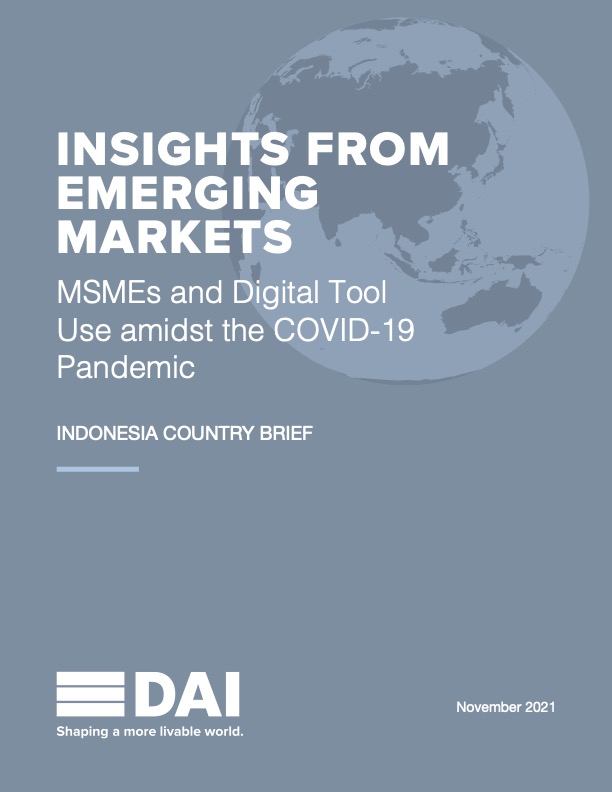 INSIGHTS FROM
EMERGING
MARKETS
MSMEs and Digital Tool
Use amidst the COVID-19
Pandemic
INDONESIA COUNTRY BRIEF
DAI
Shaping a more livable world.
November 2021